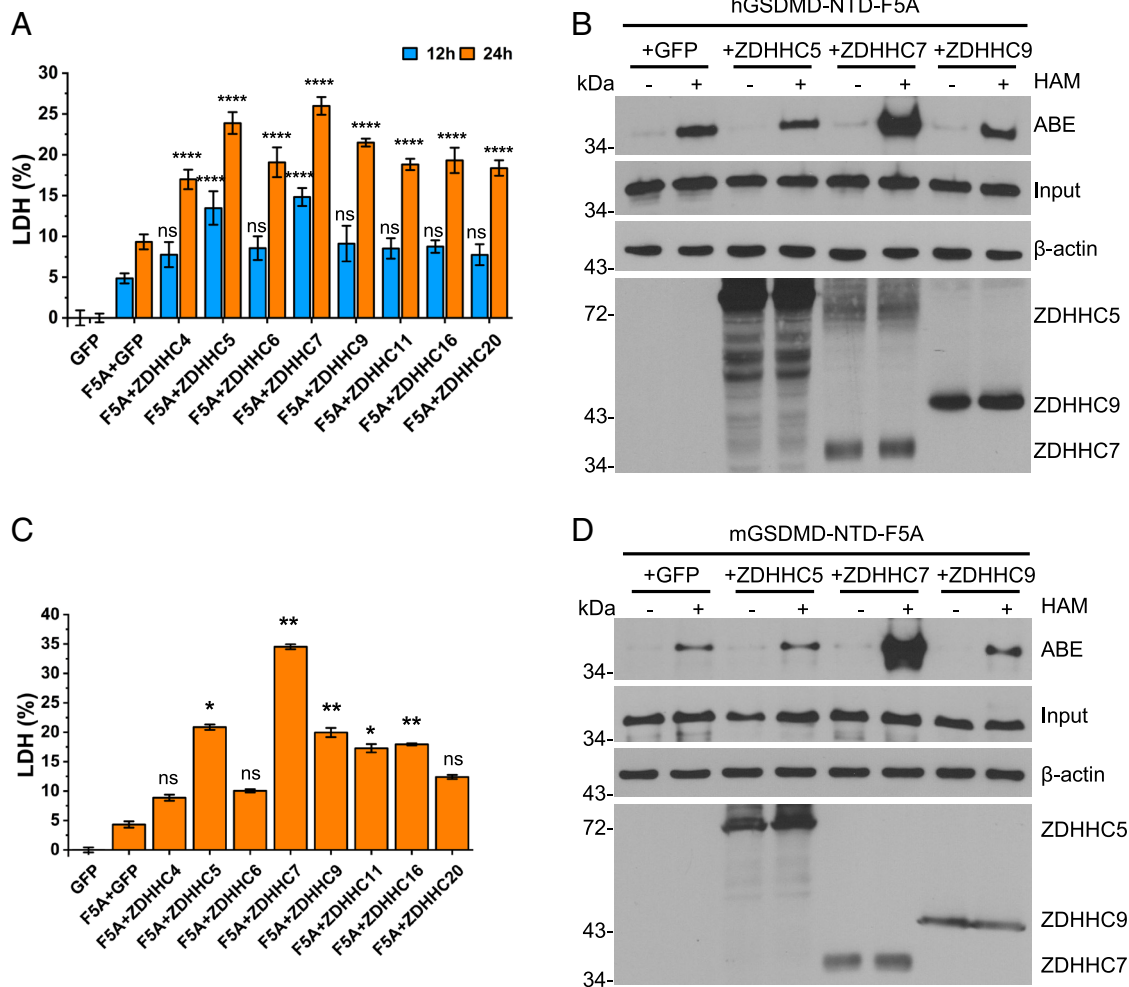 A
12h 24h
LDH (%)
30
25
20
15
10
5
0
**** **** **** **** **** **** **** ****
ns **** ns **** ns ns ns ns
GFP
F5A+GFP
F5A+ZDHHC4
F5A+ZDHHC5
F5A+ZDHHC6
F5A+ZDHHC7
F5A+ZDHHC9
F5A+ZDHHC11
F5A+ZDHHC16
F5A+ZDHHC20
B
hGSDMD-NTD-F5A
+GFP +ZDHHC5 +ZDHHC7 +ZDHHC9
kDa - + - + - + - + HAM
ABE
34-
Input
34-
β-actin
43-
72- ZDHHC5
ZDHHC9
43-
ZDHHC7
34-
C
LDH (%)
40
35
30
25
20
15
10
5
0
ns * ns ** ** * ** ns
GFP
F5A+GFP
F5A+ZDHHC4
F5A+ZDHHC5
F5A+ZDHHC6
F5A+ZDHHC7
F5A+ZDHHC9
F5A+ZDHHC11
F5A+ZDHHC16
F5A+ZDHHC20
D
mGSDMD-NTD-F5A
+GFP +ZDHHC5 +ZDHHC7 +ZDHHC9
kDa - + - + - + - + HAM
ABE
34-
Input
34-
β-actin
43-
72- ZDHHC5
ZDHHC9
43-
ZDHHC7
34-